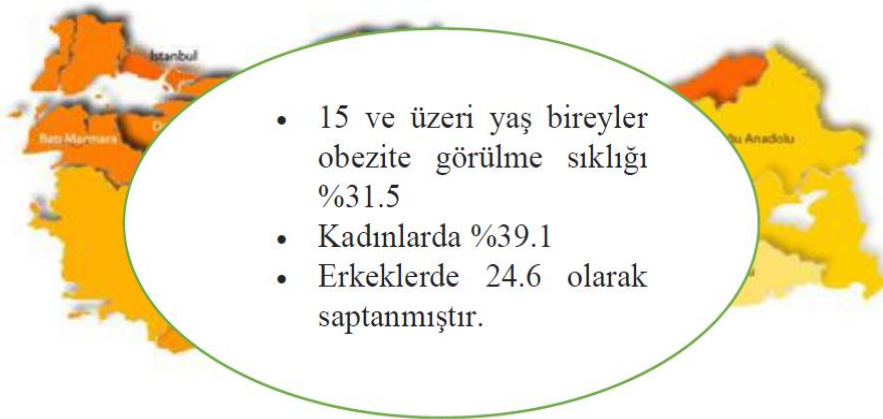 İstanbul
Batı Marmara
Anadolu
• 15 ve üzeri yaş bireyler
obezite görülme sıklığı
%31.5
• Kadınlarda %39.1
• Erkeklerde 24.6 olarak
saptanmıştır.